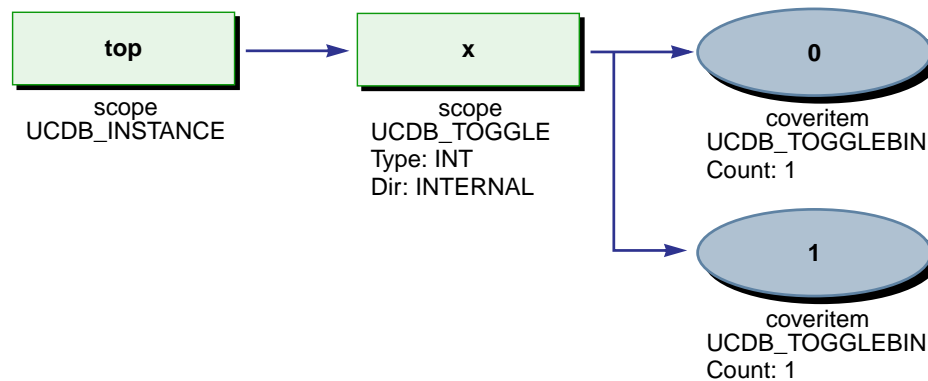 top
scope
UCDB_INSTANCE
x
scope
UCDB_TOGGLE
Type: INT
Dir: INTERNAL
0
coveritem
UCDB_TOGGLEBIN
Count: 1
1
coveritem
UCDB_TOGGLEBIN
Count: 1